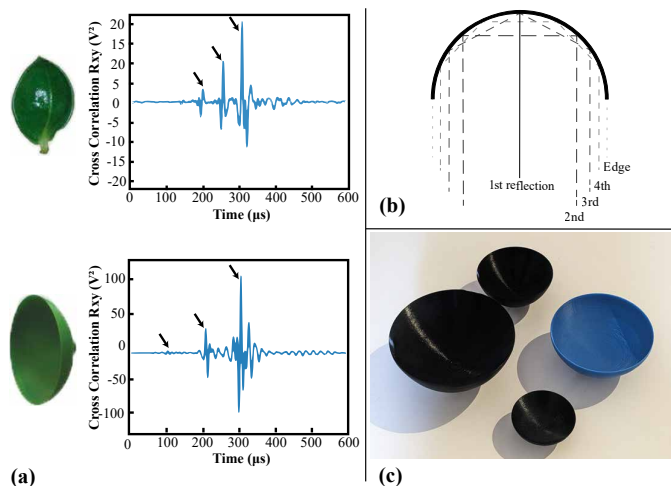 Cross Correlation Rxy (V²)
20
20
15
10
5
0
-5
-10
-15
-20
0 100 200 300 400 500 600
Time (µs)
Cross Correlation Rxy (V²)
100
50
0
-50
-100
0 100 200 300 400 500 600
Time (µs)
(a)
Edge
1st reflection
4th
3rd
2nd
(b)
(c)